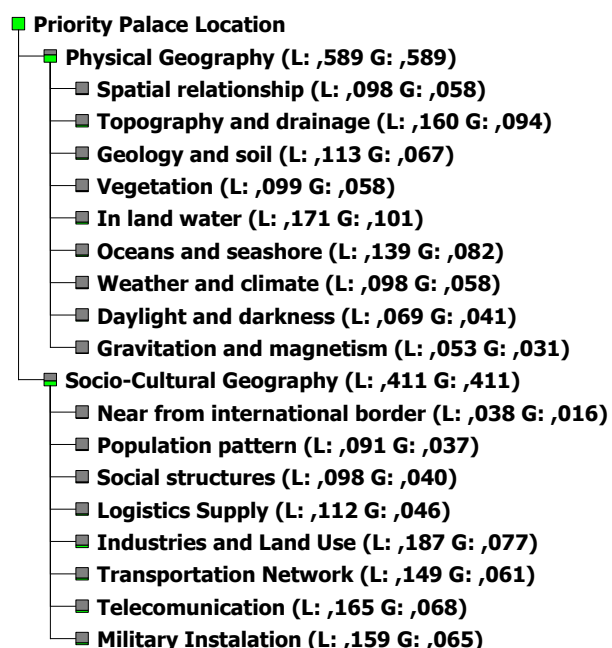 Priority Palace Location
Physical Geography (L: ,589 G: ,589)
Spatial relationship (L: ,098 G: ,058)
Topography and drainage (L: ,160 G: ,094)
Geology and soil (L: ,113 G: ,067)
Vegetation (L: ,099 G: ,058)
In land water (L: ,171 G: ,101)
Oceans and seashore (L: ,139 G: ,082)
Weather and climate (L: ,098 G: ,058)
Daylight and darkness (L: ,069 G: ,041)
Gravitation and magnetism (L: ,053 G: ,031)
Socio-Cultural Geography (L: ,411 G: ,411)
Near from international border (L: ,038 G: ,016)
Population pattern (L: ,091 G: ,037)
Social structures (L: ,098 G: ,040)
Logistics Supply (L: ,112 G: ,046)
Industries and Land Use (L: ,187 G: ,077)
Transportation Network (L: ,149 G: ,061)
Telecomunication (L: ,165 G: ,068)
Military Instalation (L: ,159 G: ,065)